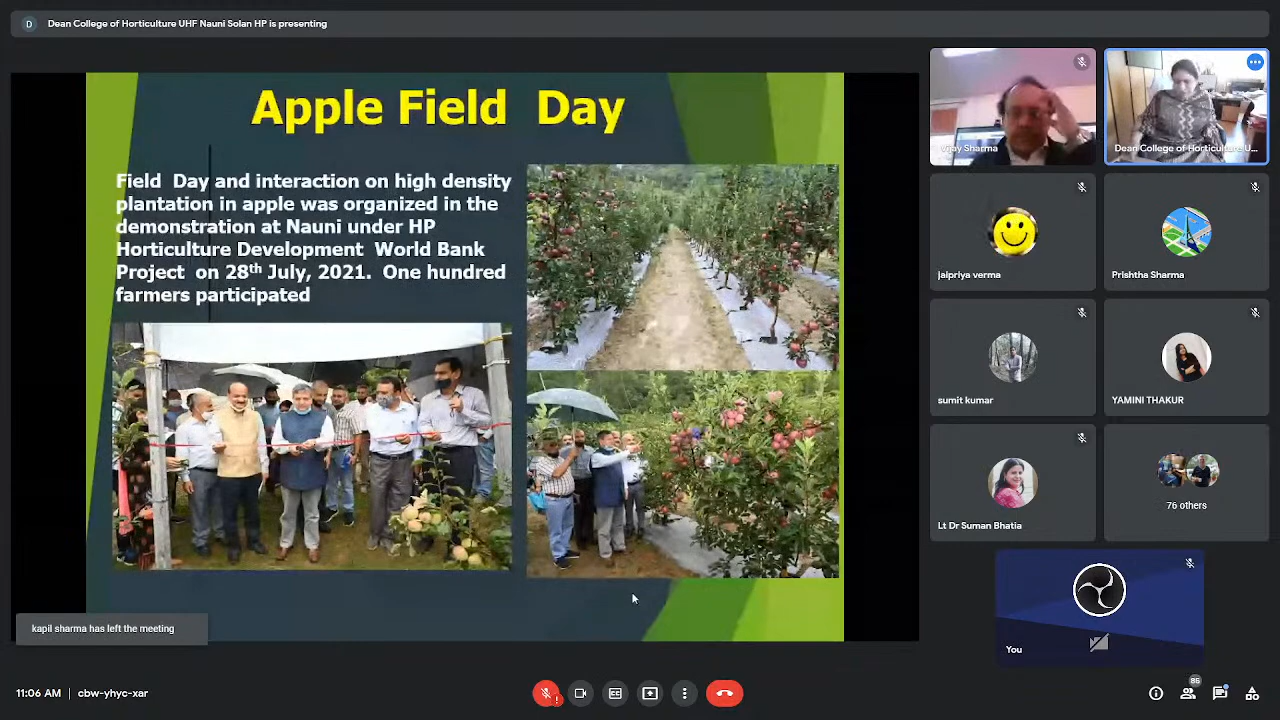 D Dean College of Horticulture UHF Nauni Solan HP is presenting
Apple Field Day
Field Day and interaction on high density
plantation in apple was organized in the
demonstration at Nauni under HP
Horticulture Development World Bank
Project on 28th July, 2021. One hundred
farmers participated
Vijay Sharma
Dean College of Horticulture U...
jaipriya verma
Prishtha Sharma
sumit kumar
YAMINI THAKUR
Lt Dr Suman Bhatia
76 others
You
kapil sharma has left the meeting
11:06 AM | cbw-yhyc-xar
85